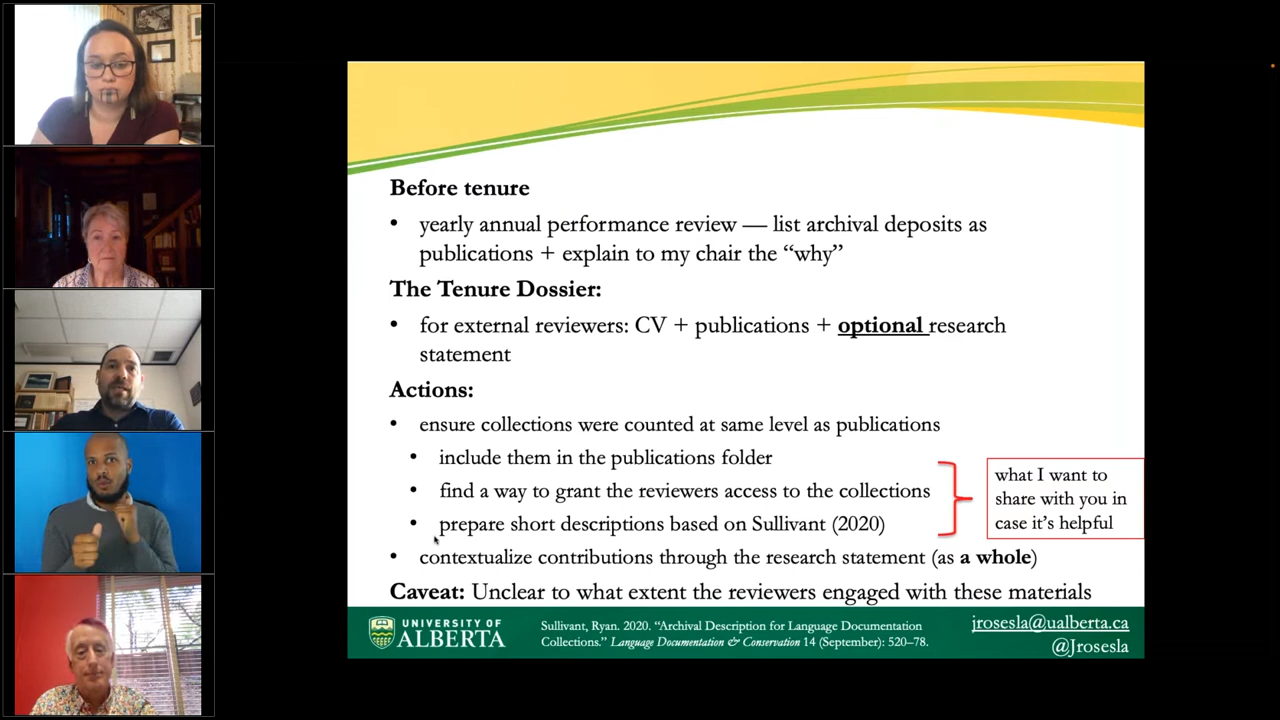 Before tenure
• yearly annual performance review — list archival deposits as
publications + explain to my chair the “why”
The Tenure Dossier:
• for external reviewers: CV + publications + optional research
statement
Actions:
• ensure collections were counted at same level as publications
• include them in the publications folder
• find a way to grant the reviewers access to the collections
• prepare short descriptions based on Sullivant (2020)
what I want to
share with you in
case it’s helpful
• contextualize contributions through the research statement (as a whole)
Caveat: Unclear to what extent the reviewers engaged with these materials
UNIVERSITY OF
ALBERTA
Sullivant, Ryan. 2020. “Archival Description for Language Documentation
Collections.” Language Documentation & Conservation 14 (September): 520–78.
jrosesla@ualberta.ca
@Jrosesla